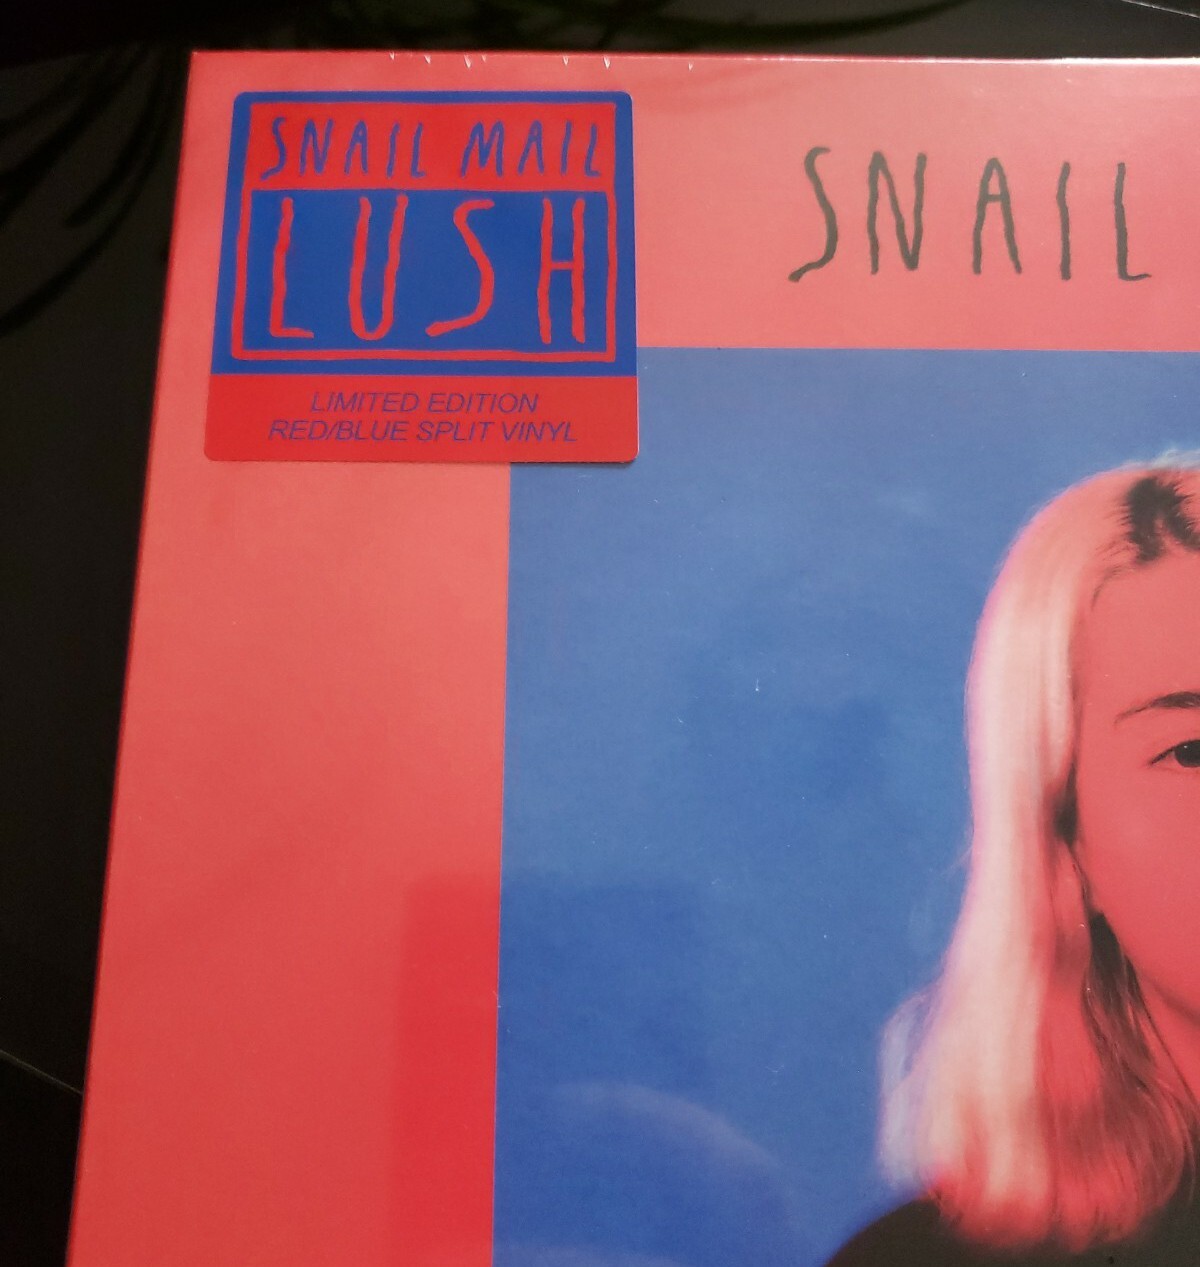 SNAIL MAIL
LUSH
LIMITED EDITION
RED/BLUE SPLIT VINYL
SNAIL